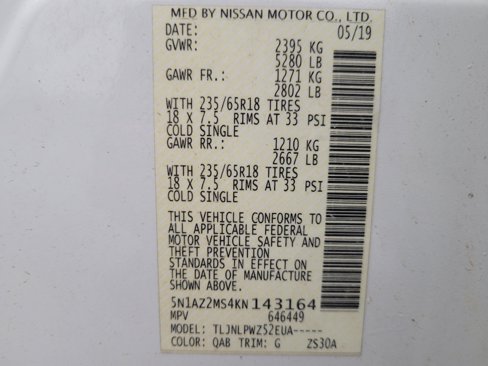 MFD BY NISSAN MOTOR CO., LTD.
DATE: 05/19
GVWR: 2395 KG
5280 LB
GAWR FR.: 1271 KG
2802 LB
WITH 235/65R18 TIRES
18 X 7.5 RIMS AT 33 PSI
COLD SINGLE
GAWR RR.: 1210 KG
2667 LB
WITH 235/65R18 TIRES
18 X 7.5 RIMS AT 33 PSI
COLD SINGLE
THIS VEHICLE CONFORMS TO
ALL APPLICABLE FEDERAL
MOTOR VEHICLE SAFETY AND
THEFT PREVENTION
STANDARDS IN EFFECT ON
THE DATE OF MANUFACTURE
SHOWN ABOVE.
5N1AZ2MS4KN143164
MPV 646449
MODEL: TLJNLPWZ52EUA-----
COLOR: QAB TRIM: G ZS30A